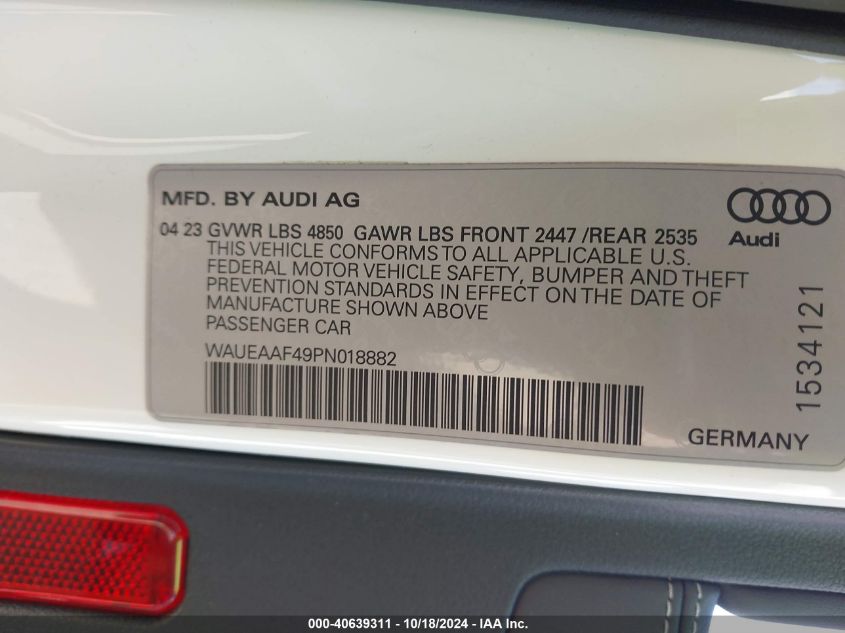 MFD. BY AUDI AG
04 23 GVWR LBS 4850 GAWR LBS FRONT 2447 /REAR 2535
THIS VEHICLE CONFORMS TO ALL APPLICABLE U.S.
FEDERAL MOTOR VEHICLE SAFETY, BUMPER AND THEFT
PREVENTION STANDARDS IN EFFECT ON THE DATE OF
MANUFACTURE SHOWN ABOVE
PASSENGER CAR
WAUEAAF49PN018882
Audi
1534121
GERMANY
000-40639311 - 10/18/2024 - IAA Inc.